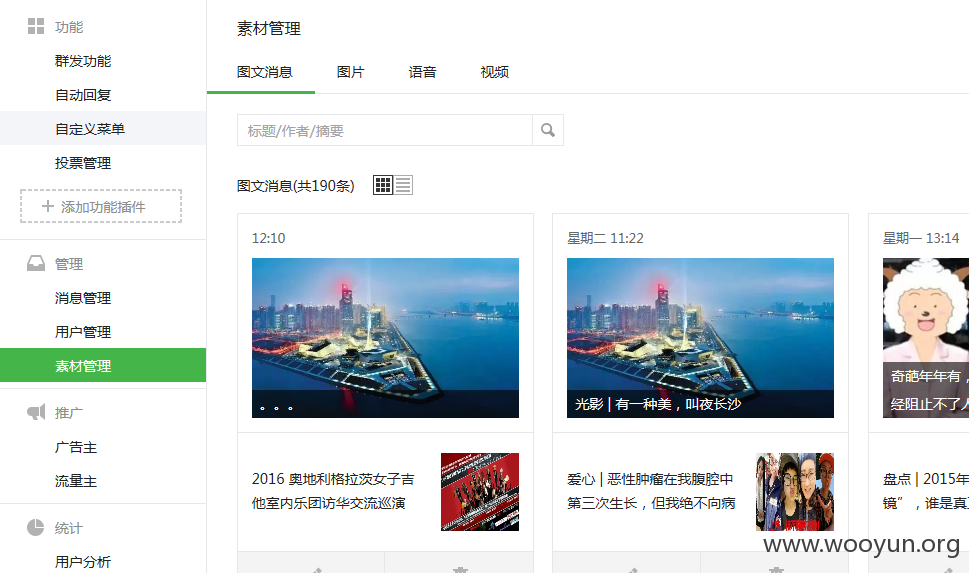 功能
群发功能
自动回复
自定义菜单
投票管理
添加功能插件
管理
消息管理
用户管理
素材管理
推广
广告主
流量主
统计
用户分析
素材管理
图文消息 图片 语音 视频
标题/作者/摘要
图文消息(共190条)
12:10
。。。
2016 奥地利格拉茨女子吉
他室内乐团访华交流巡演
星期二 11:22
光影 | 有一种美，叫夜长沙
爱心 | 恶性肿瘤在我腹腔中
第三次生长，但我绝不向病
星期一 13:14
奇葩年年有，
经阻止不了人
盘点 | 2015年
镜”，谁是真
www.wooyun.org